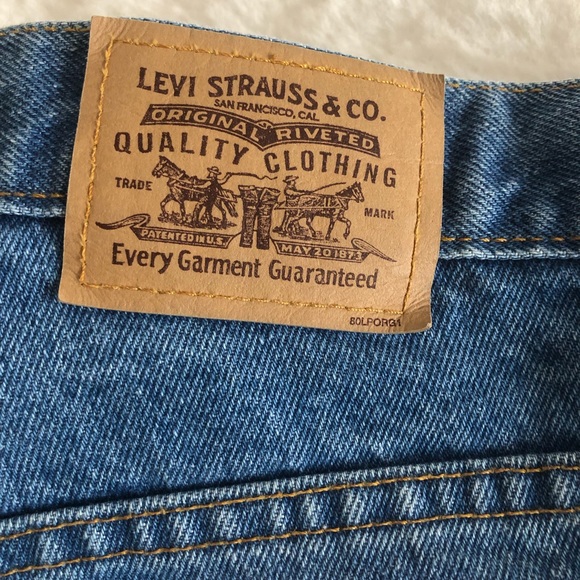 LEVI STRAUSS & CO.
SAN FRANCISCO, CAL.
ORIGINAL RIVETED
QUALITY CLOTHING
TRADE MARK
PATENTED IN U.S. MAY 20 1873
Every Garment Guaranteed
80LPORG1